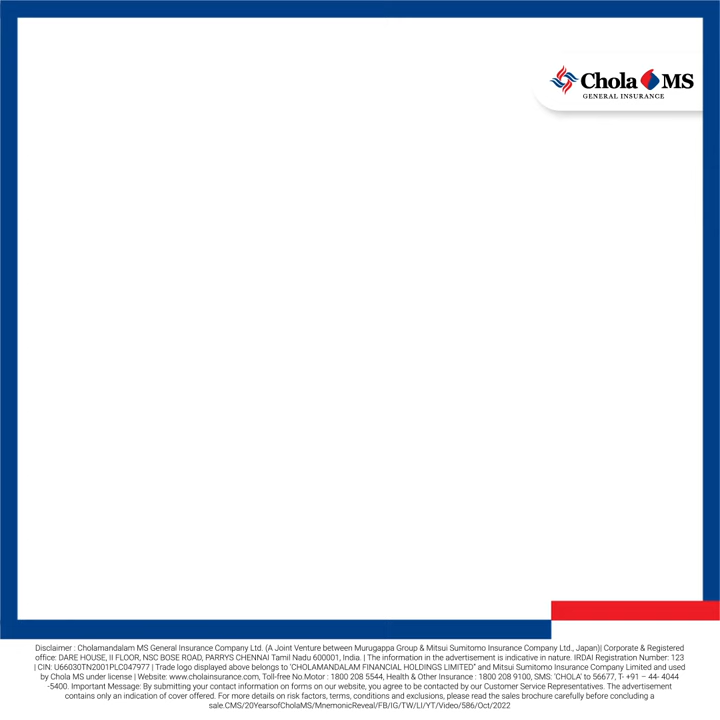 Chola MS
GENERAL INSURANCE
Disclaimer : Cholamandalam MS General Insurance Company Ltd. (A Joint Venture between Murugappa Group & Mitsui Sumitomo Insurance Company Ltd., Japan)| Corporate & Registered
office: DARE HOUSE, II FLOOR, NSC BOSE ROAD, PARRYS CHENNAI Tamil Nadu 600001, India. | The information in the advertisement is indicative in nature. IRDAI Registration Number: 123
| CIN: U66030TN2001PLC047977 | Trade logo displayed above belongs to 'CHOLAMANDALAM FINANCIAL HOLDINGS LIMITED" and Mitsui Sumitomo Insurance Company Limited and used
by Chola MS under license | Website: www.cholainsurance.com, Toll-free No.Motor : 1800 208 5544, Health & Other Insurance : 1800 208 9100, SMS: 'CHOLA' to 56677, T- +91 – 44- 4044
-5400. Important Message: By submitting your contact information on forms on our website, you agree to be contacted by our Customer Service Representatives. The advertisement
contains only an indication of cover offered. For more details on risk factors, terms, conditions and exclusions, please read the sales brochure carefully before concluding a
sale.CMS/20YearsofCholaMS/MnemonicReveal/FB/IG/TW/LI/YT/Video/586/Oct/2022